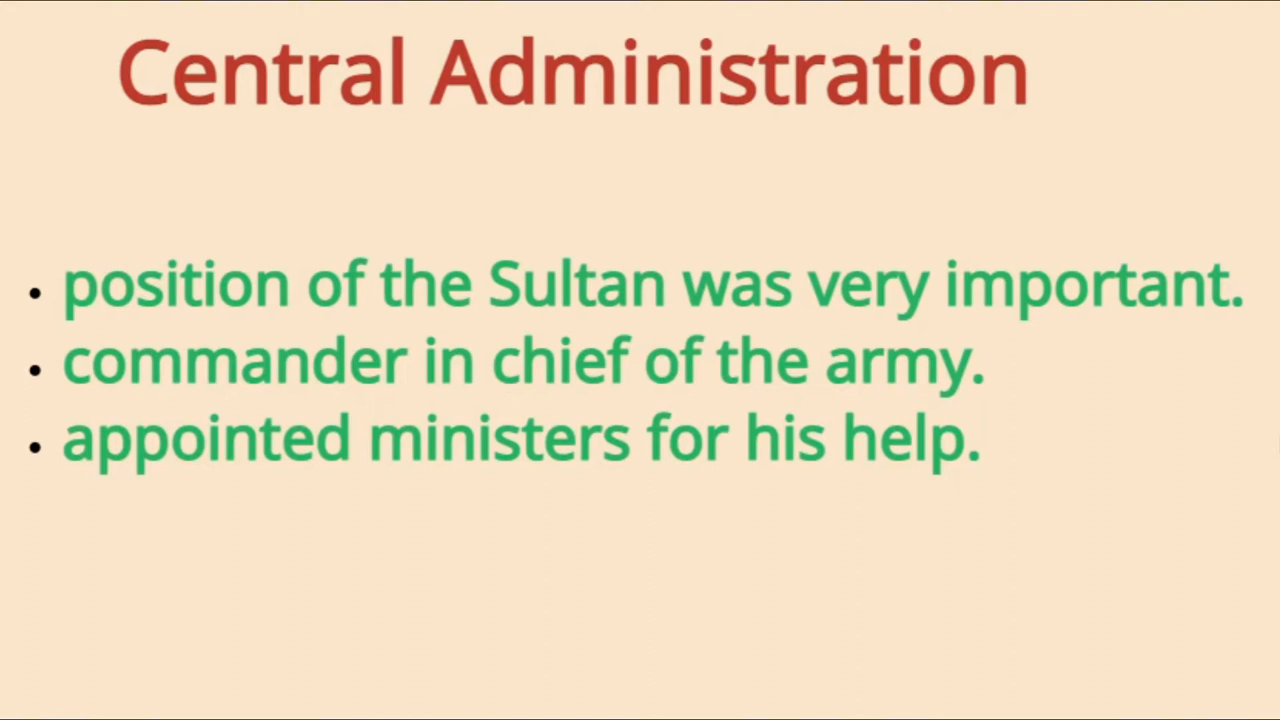 Central Administration
• position of the Sultan was very important.
• commander in chief of the army.
• appointed ministers for his help.